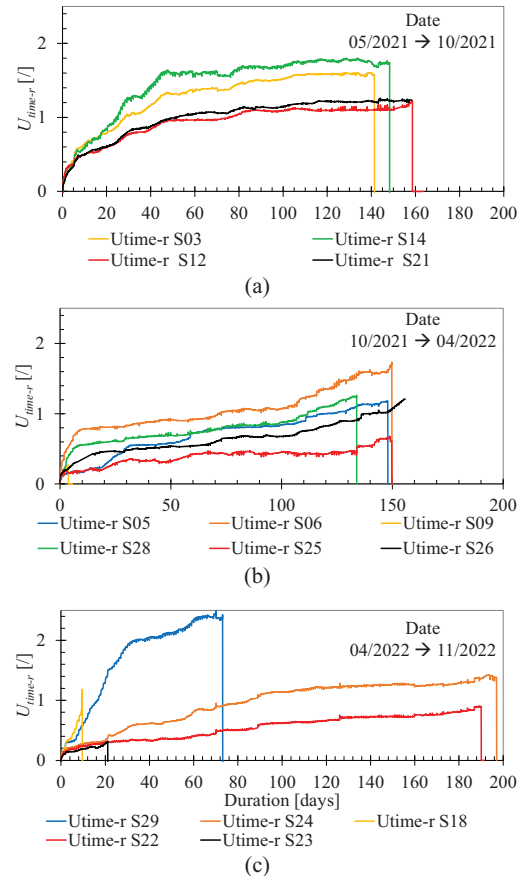 (a)
Date
05/2021 → 10/2021
U_time-r [/]
2
1
0
0 20 40 60 80 100 120 140 160 180 200
Utime-r S03
Utime-r S14
Utime-r S12
Utime-r S21
(a)
Date
10/2021 → 04/2022
U_time-r [/]
2
1
0
0 50 100 150 200
Utime-r S05
Utime-r S06
Utime-r S09
Utime-r S28
Utime-r S25
Utime-r S26
(b)
Date
04/2022 → 11/2022
U_time-r [/]
2
1
0
0 20 40 60 80 100 120 140 160 180 200
Duration [days]
Utime-r S29
Utime-r S24
Utime-r S18
Utime-r S22
Utime-r S23
(c)